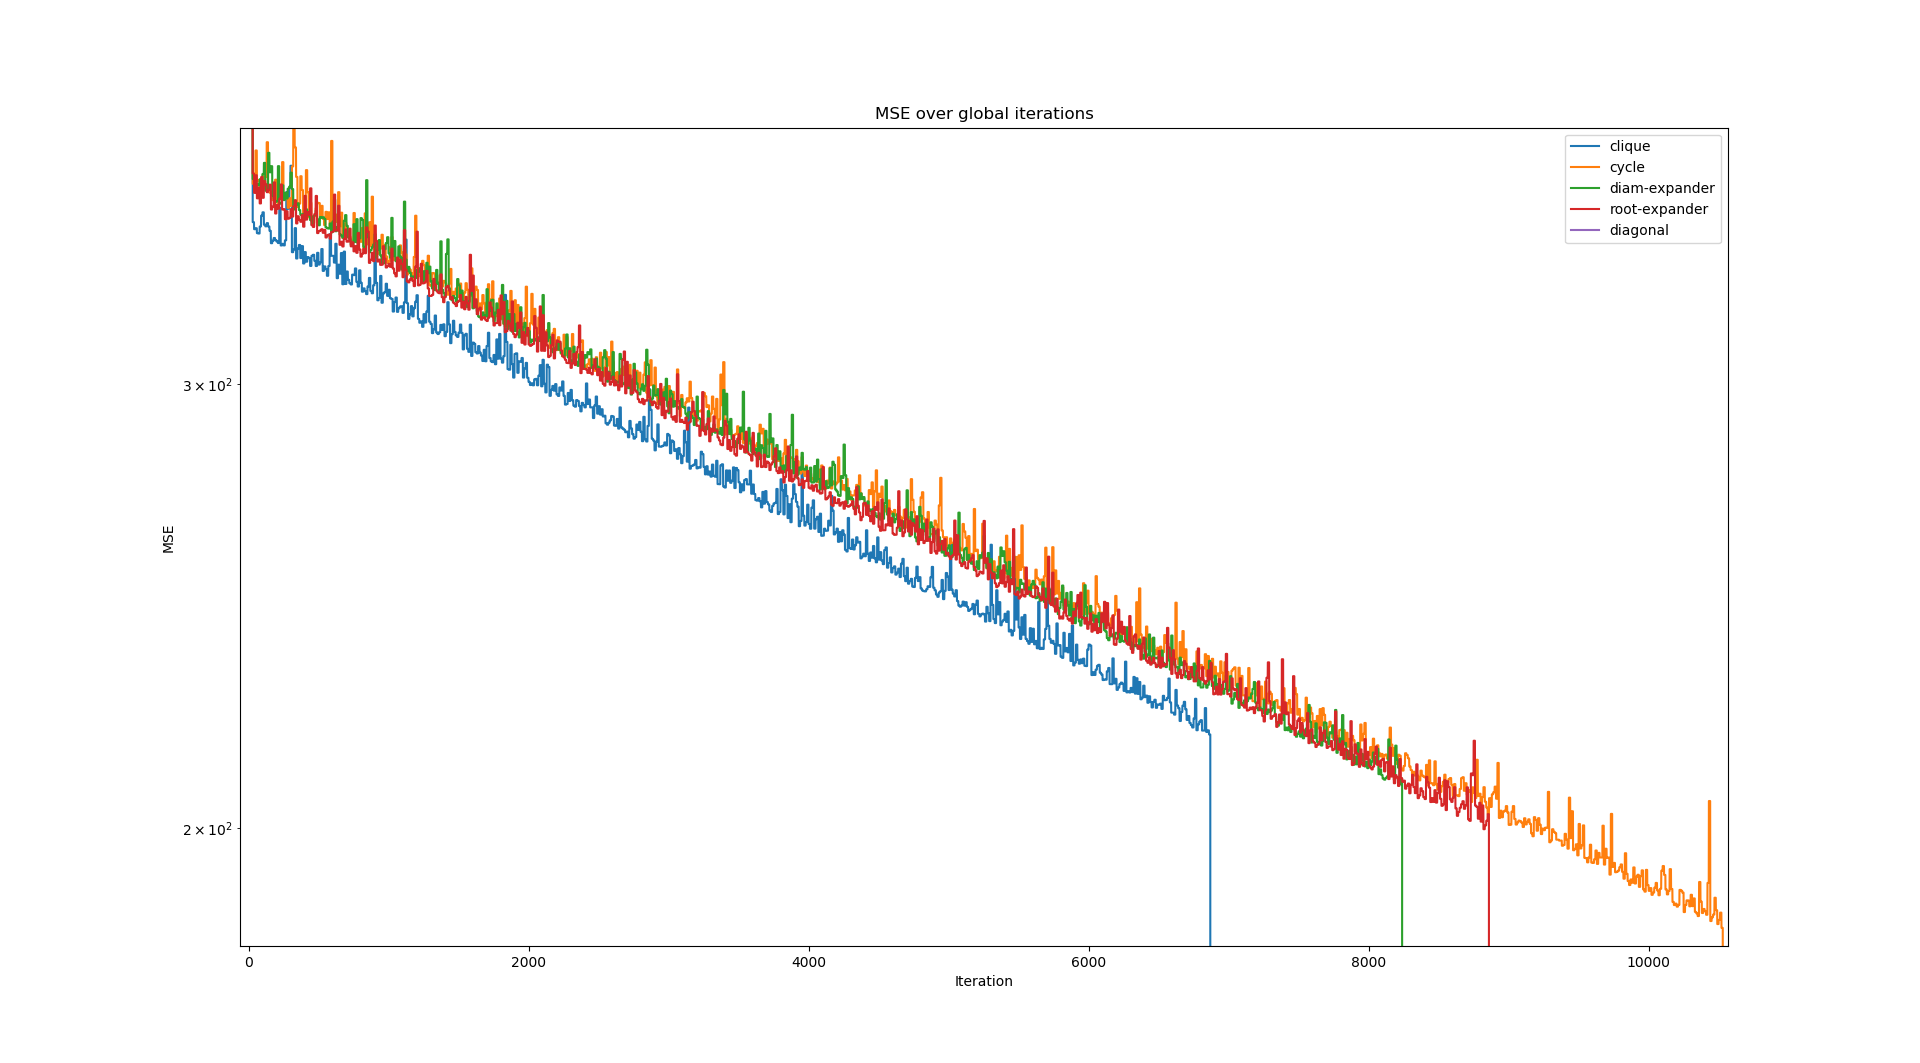 MSE over global iterations
clique
cycle
diam-expander
root-expander
diagonal
MSE
3 × 10²
2 × 10²
0 2000 4000 6000 8000 10000
Iteration